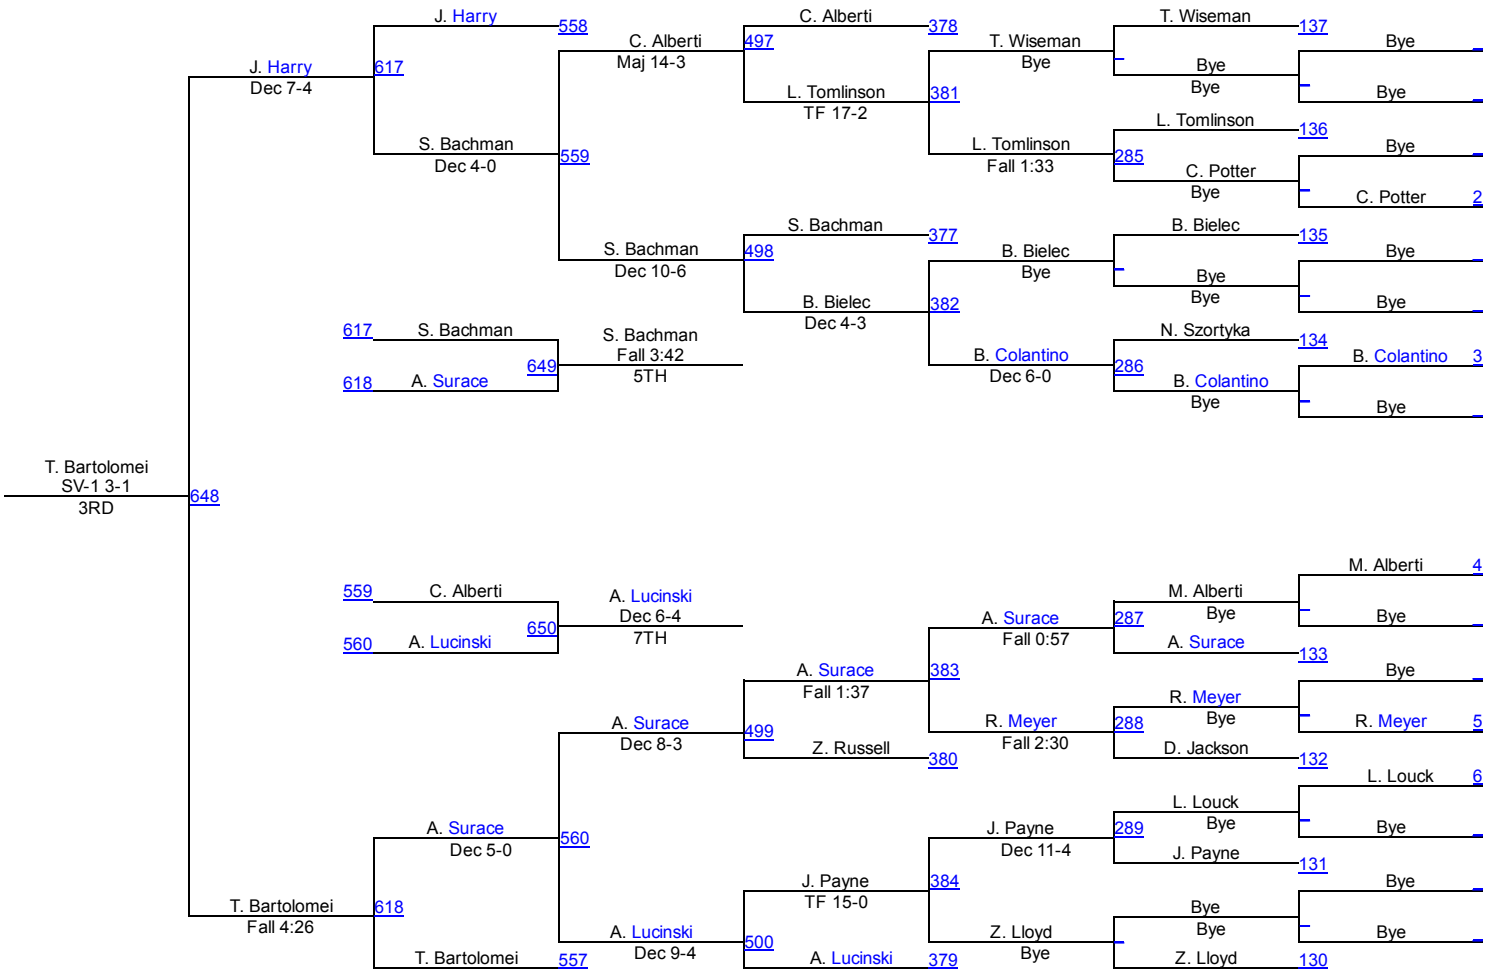 J. Harry 558
C. Alberti 378
T. Wiseman 137
C. Alberti 497
Maj 14-3
T. Wiseman
Bye
Bye
J. Harry 617
Dec 7-4
Bye
Bye
L. Tomlinson 381
TF 17-2
Bye
L. Tomlinson 136
S. Bachman 559
Dec 4-0
L. Tomlinson 285
Fall 1:33
Bye
C. Potter
Bye
C. Potter 2
S. Bachman 377
B. Bielec 135
S. Bachman 498
Dec 10-6
B. Bielec
Bye
Bye
Bye
Bye
B. Bielec 382
Dec 4-3
Bye
617 S. Bachman
S. Bachman
Fall 3:42
5TH
649
618 A. Surace
N. Szortyka 134
B. Colantino 286
Dec 6-0
B. Colantino 3
B. Colantino
Bye
Bye
T. Bartolomei
SV-1 3-1
3RD
648
M. Alberti 4
559 C. Alberti
A. Lucinski
Dec 6-4
7TH
650
560 A. Lucinski
M. Alberti
Bye
Bye
A. Surace 287
Fall 0:57
A. Surace 133
A. Surace 383
Fall 1:37
Bye
R. Meyer
Bye
A. Surace 499
Dec 8-3
R. Meyer 288
Fall 2:30
R. Meyer 5
Z. Russell 380
D. Jackson 132
L. Louck 6
L. Louck
Bye
A. Surace 560
Dec 5-0
J. Payne 289
Dec 11-4
Bye
J. Payne 131
J. Payne 384
TF 15-0
Bye
T. Bartolomei 618
Fall 4:26
Bye
Bye
A. Lucinski 500
Dec 9-4
Z. Lloyd
Bye
Bye
T. Bartolomei 557
A. Lucinski 379
Z. Lloyd 130